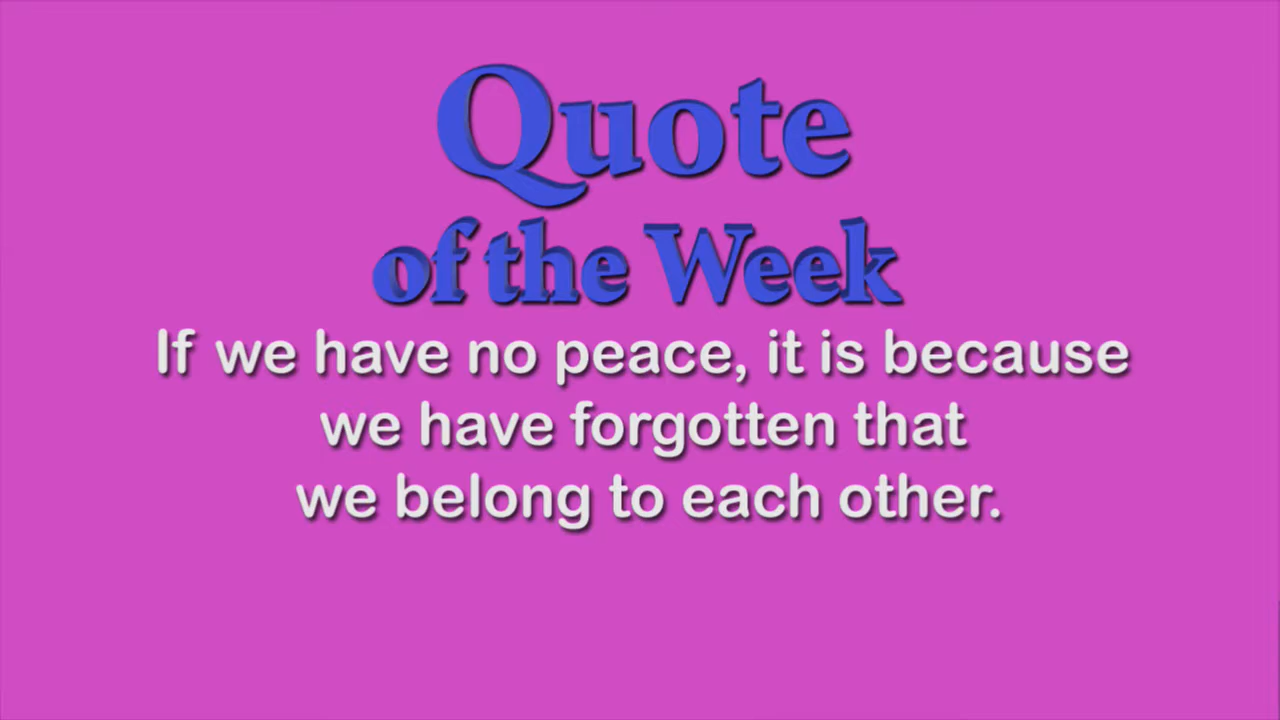 Quote
of the Week
If we have no peace, it is because
we have forgotten that
we belong to each other.